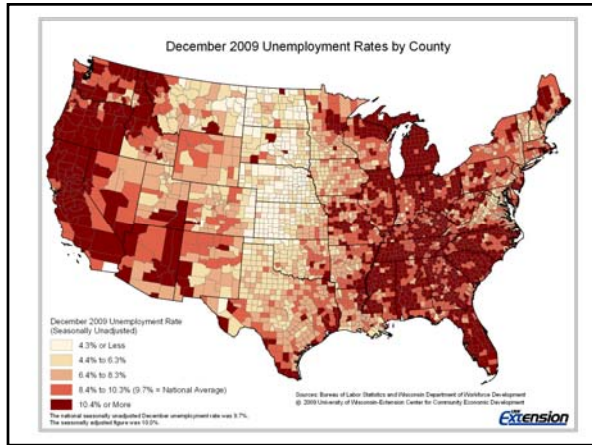 December 2009 Unemployment Rates by County
December 2009 Unemployment Rate
(Seasonally Unadjusted)
4.3% or Less
4.4% to 6.3%
6.4% to 8.3%
8.4% to 10.3% (9.7% = National Average)
10.4% or More
The national seasonally unadjusted December unemployment rate was 9.7%.
The seasonally adjusted figure was 10.0%.
Sources: Bureau of Labor Statistics and Wisconsin Department of Workforce Development
@ 2009 University of Wisconsin-Extension Center for Community Economic Development
Extension